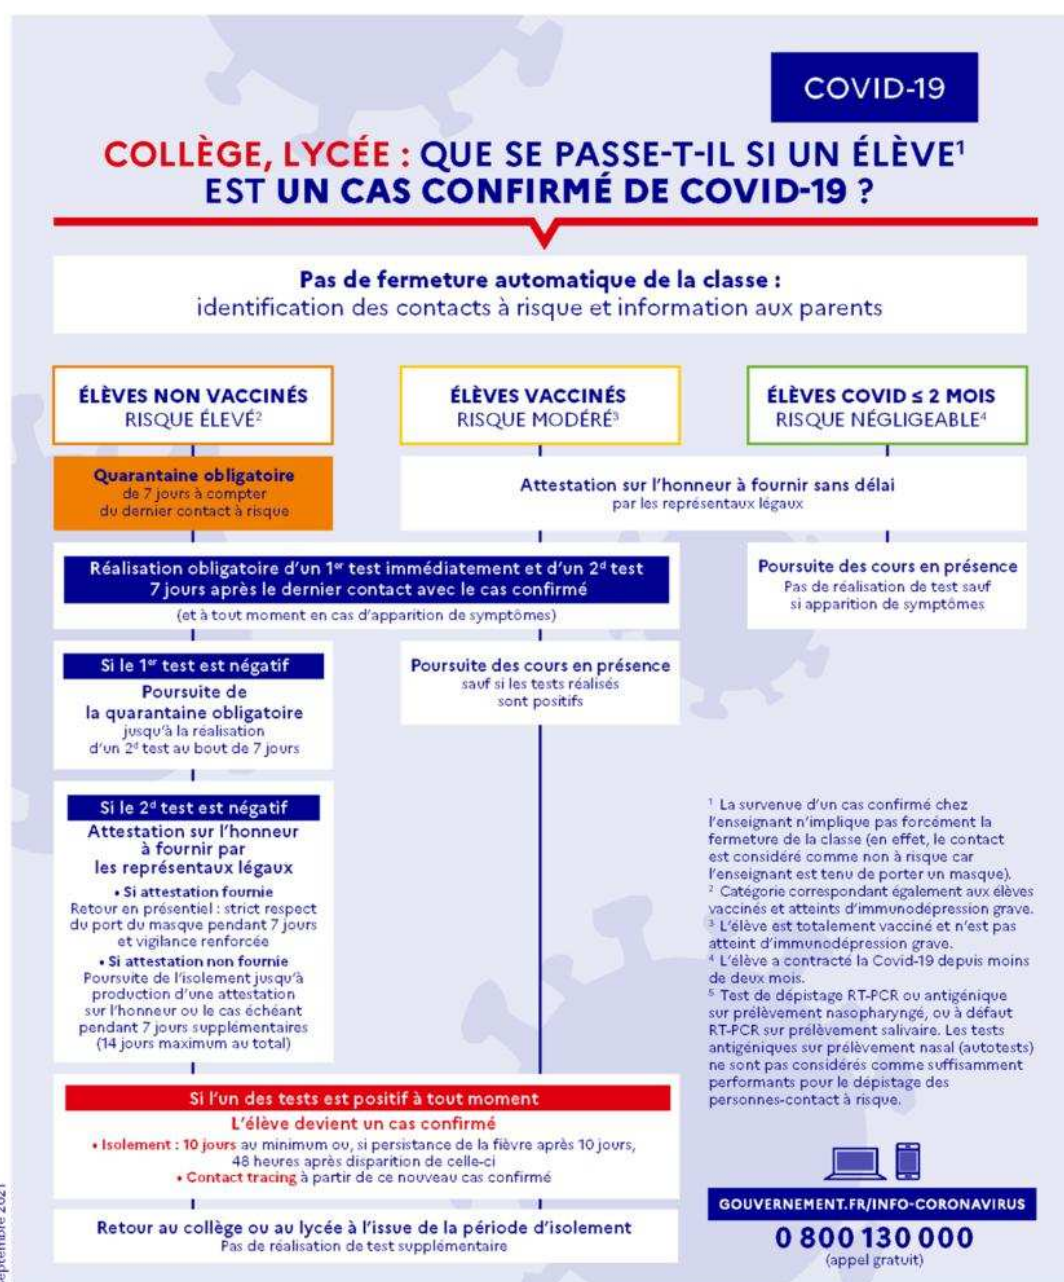 COVID-19
COLLÈGE, LYCÉE : QUE SE PASSE-T-IL SI UN ÉLÈVE¹
EST UN CAS CONFIRMÉ DE COVID-19 ?
Pas de fermeture automatique de la classe :
identification des contacts à risque et information aux parents
ÉLÈVES NON VACCINÉS
RISQUE ÉLEVÉ²
ÉLÈVES VACCINÉS
RISQUE MODÉRÉ³
ÉLÈVES COVID ≤ 2 MOIS
RISQUE NÉGLIGEABLE⁴
Quarantaine obligatoire
de 7 jours à compter
du dernier contact à risque
Attestation sur l'honneur à fournir sans délai
par les représentaux légaux
Réalisation obligatoire d'un 1er test immédiatement et d'un 2d test
7 jours après le dernier contact avec le cas confirmé
(et à tout moment en cas d'apparition de symptômes)
Poursuite des cours en présence
Pas de réalisation de test sauf
si apparition de symptômes
Si le 1er test est négatif
Poursuite de
la quarantaine obligatoire
jusqu'à la réalisation
d'un 2d test au bout de 7 jours
Poursuite des cours en présence
sauf si les tests réalisés
sont positifs
Si le 2d test est négatif
Attestation sur l'honneur
à fournir par
les représentaux légaux
• Si attestation fournie
Retour en présentiel : strict respect
du port du masque pendant 7 jours
et vigilance renforcée
• Si attestation non fournie
Poursuite de l'isolement jusqu'à
production d'une attestation
sur l'honneur ou le cas échéant
pendant 7 jours supplémentaires
(14 jours maximum au total)
Si l'un des tests est positif à tout moment
L'élève devient un cas confirmé
• Isolement : 10 jours au minimum ou, si persistance de la fièvre après 10 jours,
48 heures après disparition de celle-ci
• Contact tracing à partir de ce nouveau cas confirmé
Retour au collège ou au lycée à l'issue de la période d'isolement
Pas de réalisation de test supplémentaire
¹ La survenue d'un cas confirmé chez
l'enseignant n'implique pas forcément la
fermeture de la classe (en effet, le contact
est considéré comme non à risque car
l'enseignant est tenu de porter un masque).
² Catégorie correspondant également aux élèves
vaccinés et atteints d'immunodépression grave.
³ L'élève est totalement vacciné et n'est pas
atteint d'immunodépression grave.
⁴ L'élève a contracté la Covid-19 depuis moins
de deux mois.
⁵ Test de dépistage RT-PCR ou antigénique
sur prélèvement nasopharyngé, ou à défaut
RT-PCR sur prélèvement salivaire. Les tests
antigéniques sur prélèvement nasal (autotests)
ne sont pas considérés comme suffisamment
performants pour le dépistage des
personnes-contact à risque.
GOUVERNEMENT.FR/INFO-CORONAVIRUS
0 800 130 000
(appel gratuit)
septembre 2021